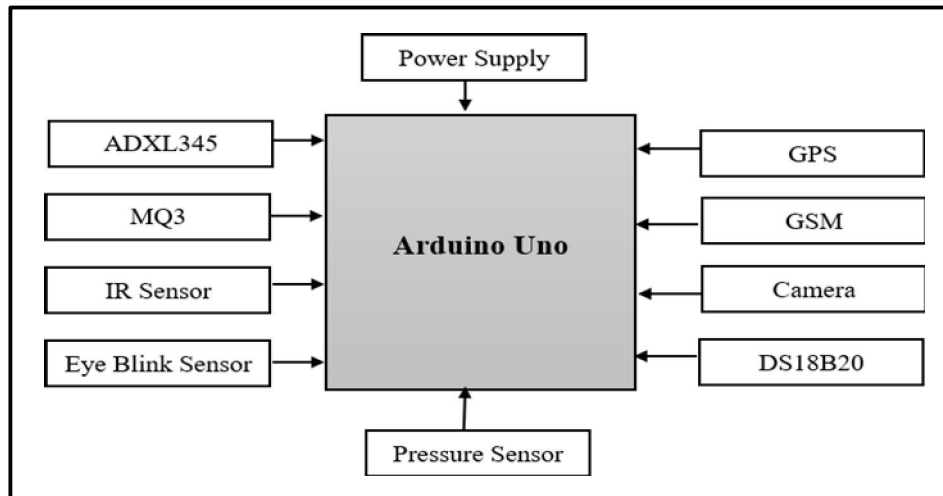 Power Supply
ADXL345
MQ3
IR Sensor
Eye Blink Sensor
Arduino Uno
GPS
GSM
Camera
DS18B20
Pressure Sensor